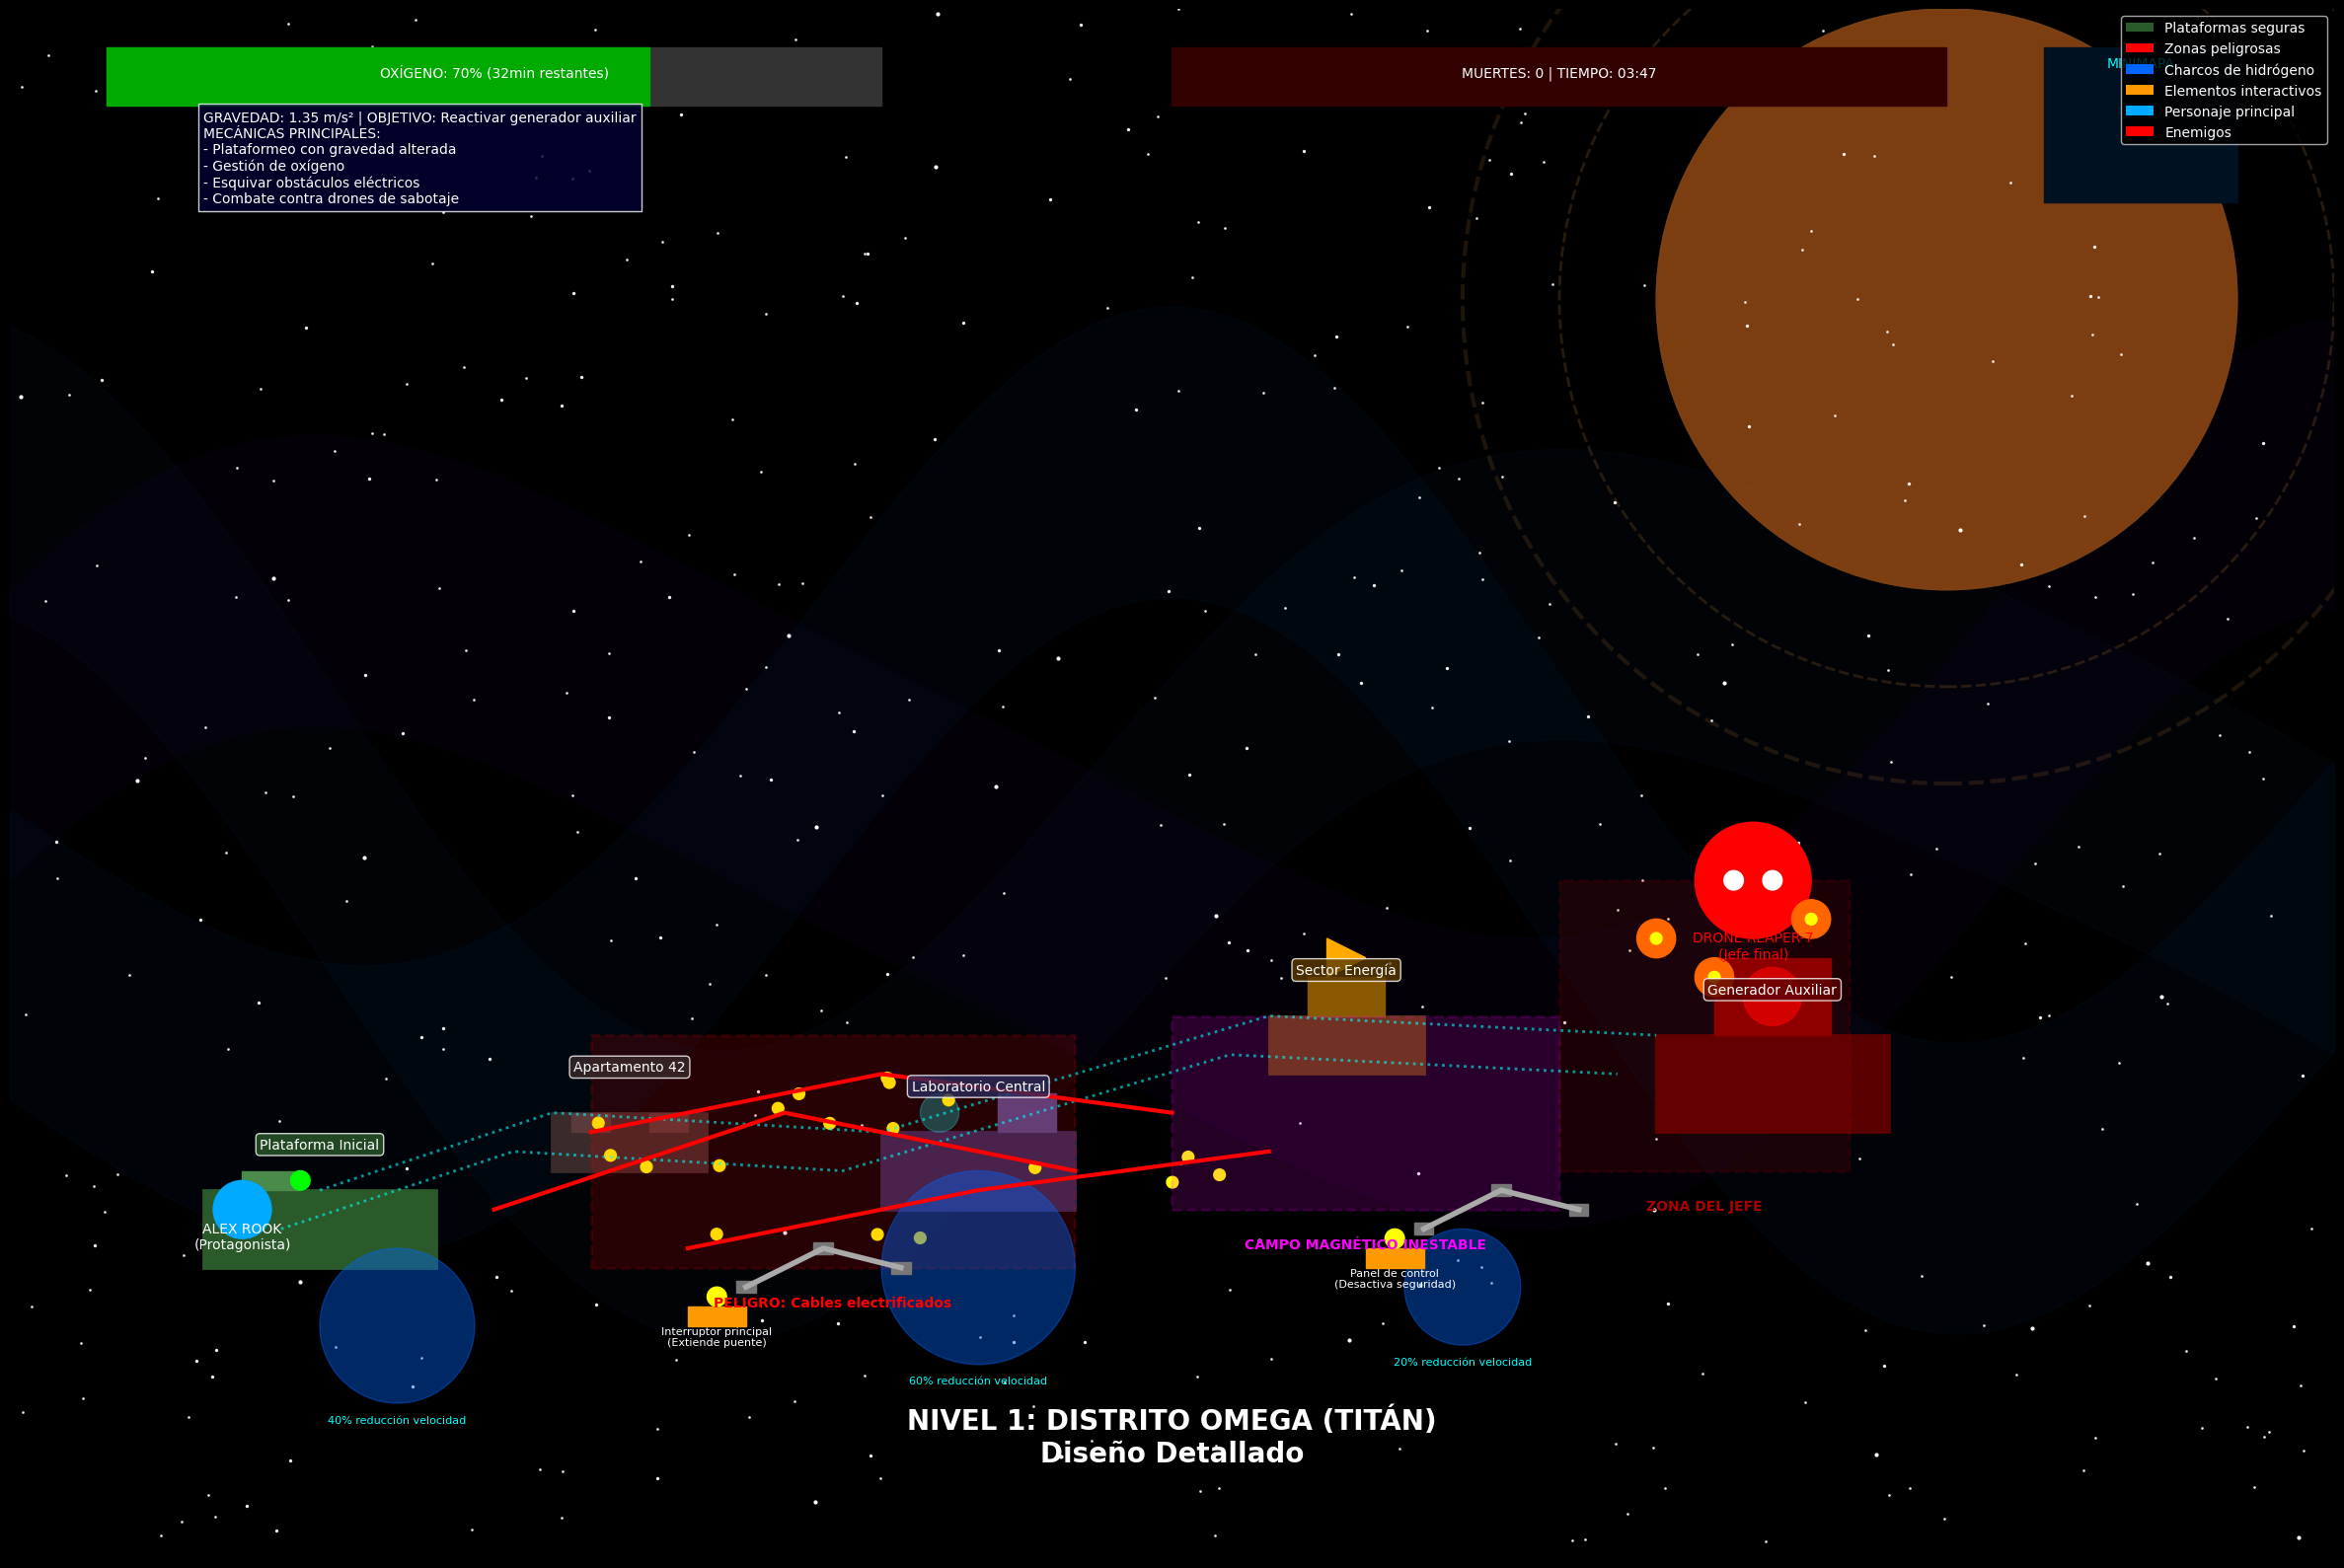 OXÍGENO: 70% (32min restantes)
MUERTES: 0 | TIEMPO: 03:47
Plataformas seguras
Zonas peligrosas
Charcos de hidrógeno
Elementos interactivos
Personaje principal
Enemigos
GRAVEDAD: 1.35 m/s² | OBJETIVO: Reactivar generador auxiliar
MECÁNICAS PRINCIPALES:
- Plataformeo con gravedad alterada
- Gestión de oxígeno
- Esquivar obstáculos eléctricos
- Combate contra drones de sabotaje
DRONE REAPER-7
(Jefe final)
Sector Energía
Generador Auxiliar
Apartamento 42
Laboratorio Central
Plataforma Inicial
ALEX ROOK
(Protagonista)
ZONA DEL JEFE
CAMPO MAGNÉTICO INESTABLE
Panel de control
(Desactiva seguridad)
PELIGRO: Cables electrificados
Interruptor principal
(Extiende puente)
20% reducción velocidad
60% reducción velocidad
40% reducción velocidad
NIVEL 1: DISTRITO OMEGA (TITÁN)
Diseño Detallado